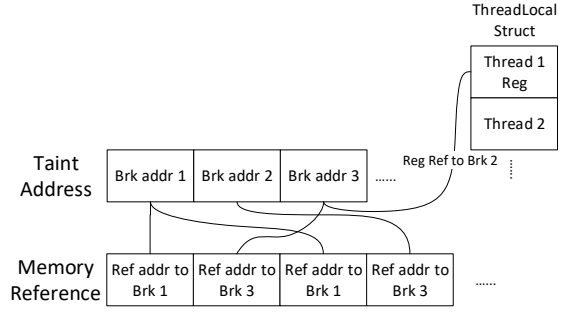 ThreadLocal
Struct
Thread 1
Reg
Thread 2
Reg Ref to Brk 2
......
Taint
Address
Brk addr 1
Brk addr 2
Brk addr 3
......
Memory
Reference
Ref addr to
Brk 1
Ref addr to
Brk 3
Ref addr to
Brk 1
Ref addr to
Brk 3
......